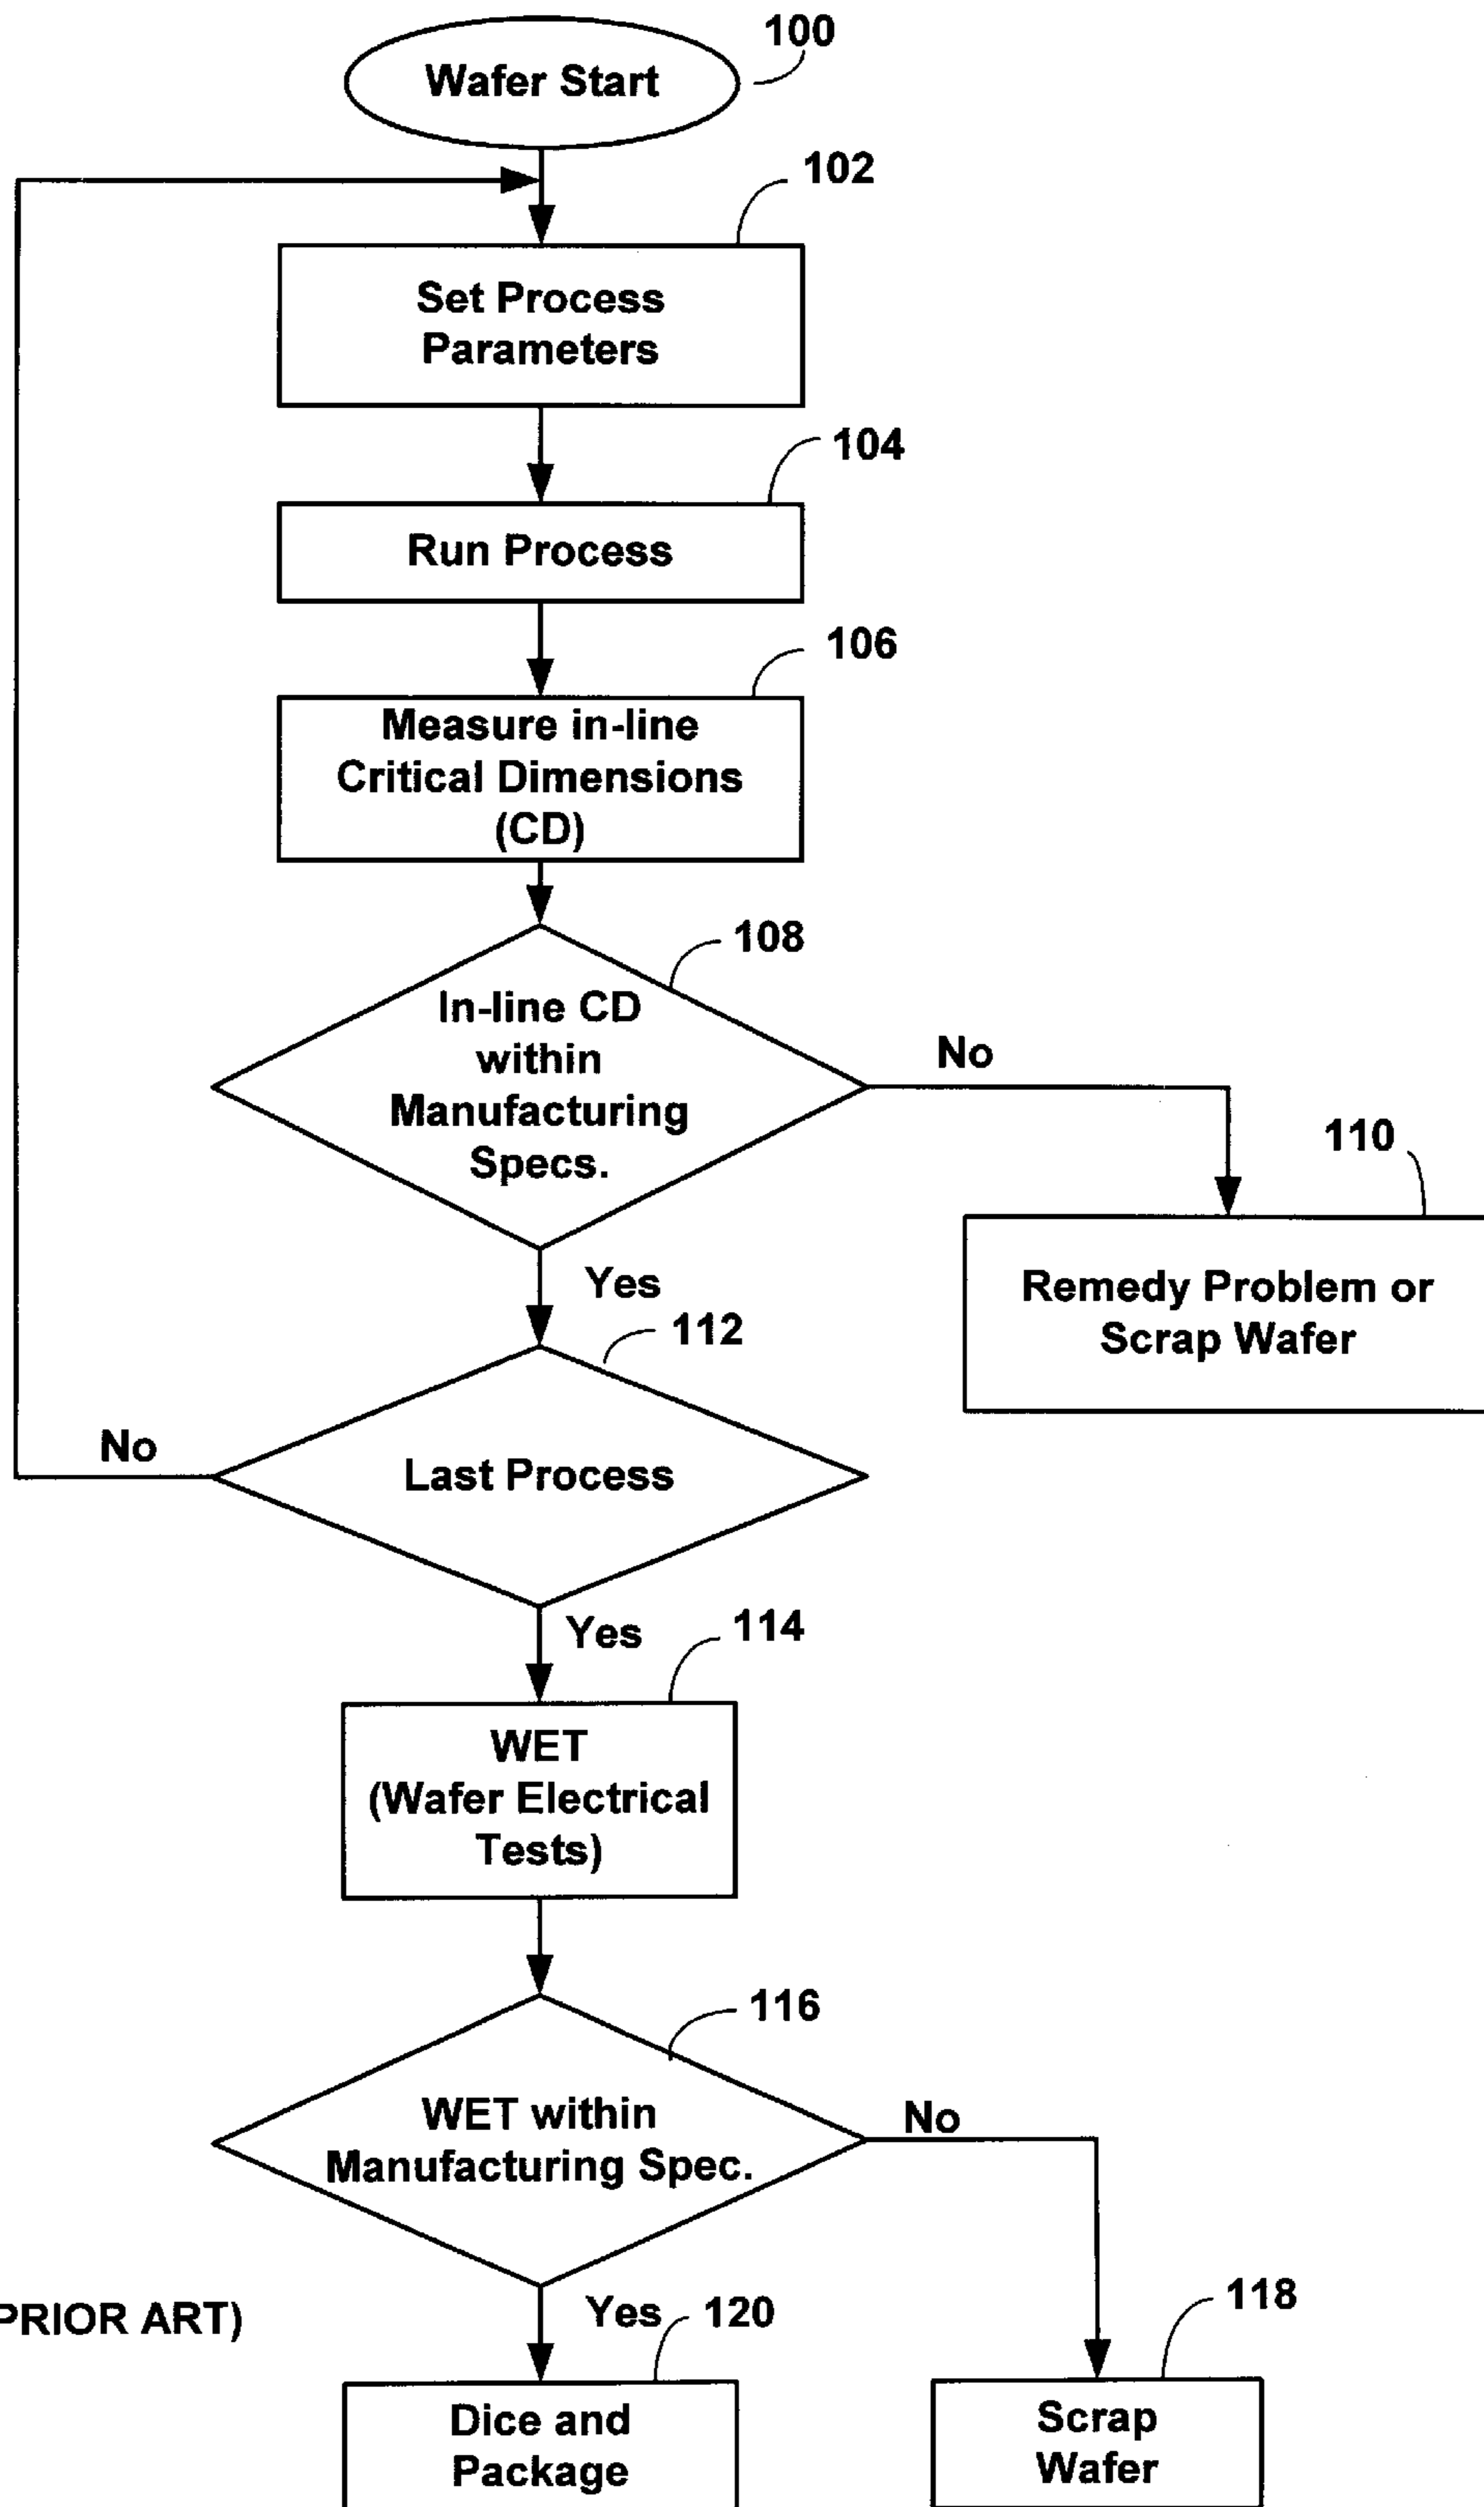 100
Wafer Start
102
Set Process
Parameters
104
Run Process
106
Measure in-line
Critical Dimensions
(CD)
108
In-line CD
within
Manufacturing
Specs.
No
110
Remedy Problem or
Scrap Wafer
Yes
112
No
Last Process
Yes
114
WET
(Wafer Electrical
Tests)
116
WET within
Manufacturing Spec.
No
118
Yes
120
PRIOR ART)
Dice and
Package
Scrap
Wafer